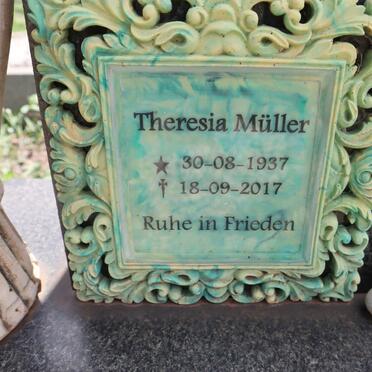 Theresia Müller
★ 30-08-1937
† 18-09-2017
Ruhe in Frieden